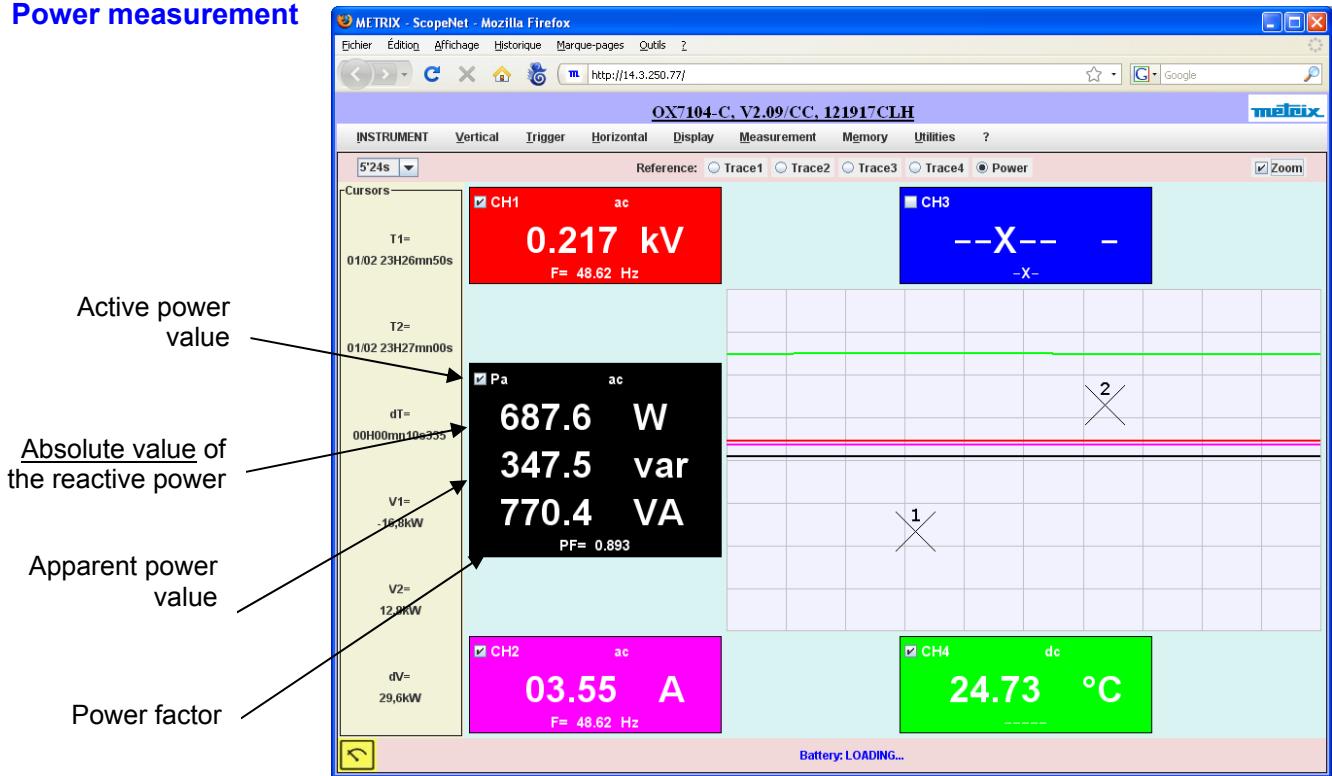 Power measurement
METRIX - ScopeNet - Mozilla Firefox
Fichier Édition Affichage Historique Marque-pages Outils ?
http://14.3.250.77/
Google
OX7104-C, V2.09/CC, 121917CLH
metrix
INSTRUMENT Vertical Trigger Horizontal Display Measurement Memory Utilities ?
5'24s
Reference: Trace1 Trace2 Trace3 Trace4 Power
Zoom
Cursors
T1=
01/02 23H26mn50s
T2=
01/02 23H27mn00s
dT=
00H00mn10s335
V1=
-16,8kW
V2=
12,8kW
dV=
29,6kW
CH1 ac
0.217 kV
F= 48.62 Hz
CH3
--X-- -
-X-
Pa ac
687.6 W
347.5 var
770.4 VA
PF= 0.893
2
1
CH2 ac
03.55 A
F= 48.62 Hz
CH4 dc
24.73 °C
-----
Battery: LOADING...
Active power
value
Absolute value of
the reactive power
Apparent power
value
Power factor